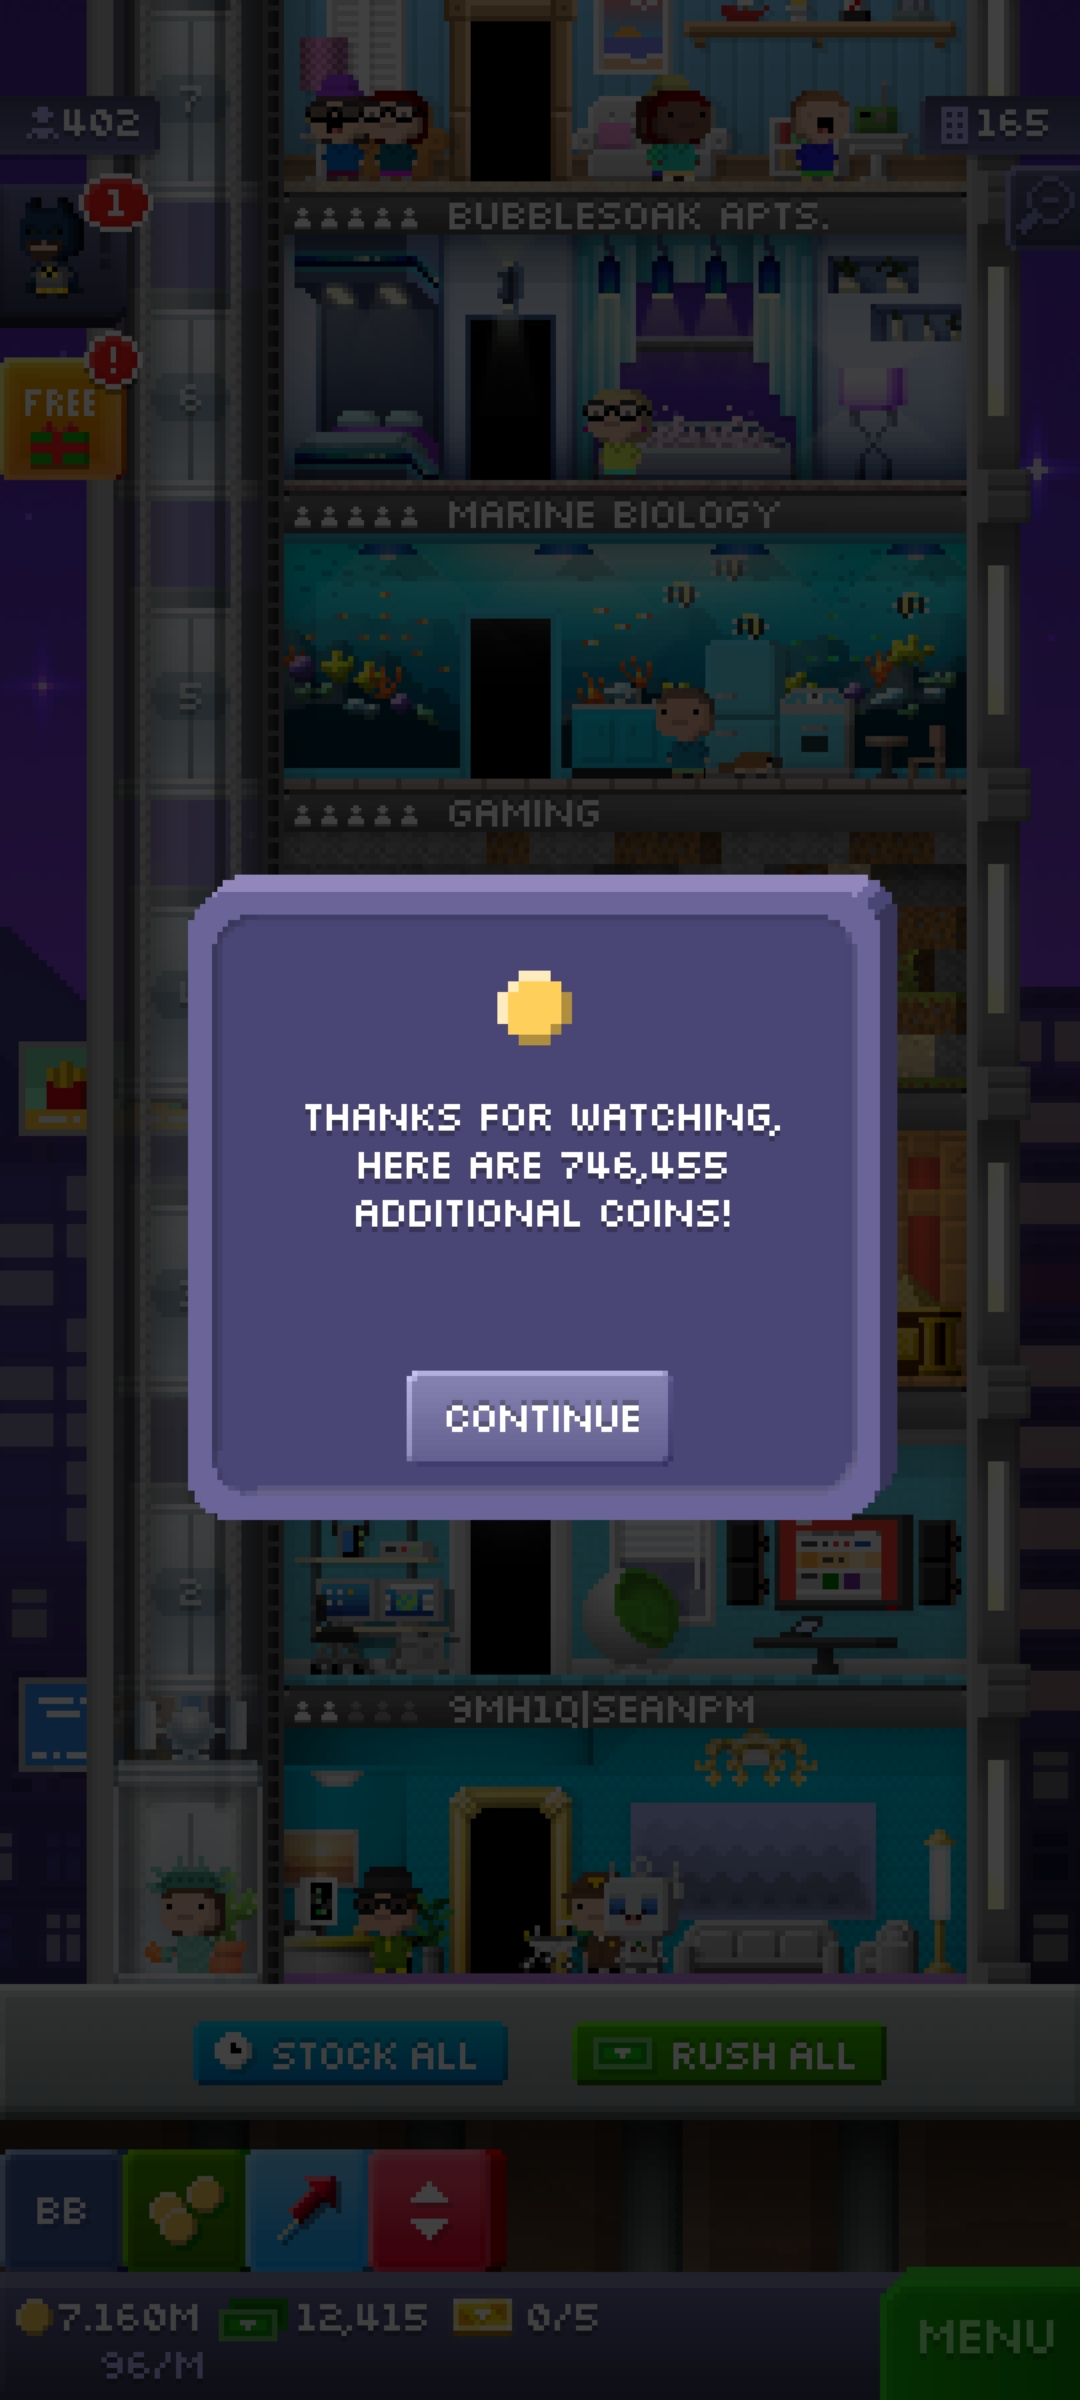 7
402
165
1
BUBBLESOAK APTS.
!
FREE
6
MARINE BIOLOGY
5
GAMING
THANKS FOR WATCHING,
HERE ARE 746,455
ADDITIONAL COINS!
CONTINUE
2
9MH1Q|SEANPM
STOCK ALL
RUSH ALL
BB
7.160M
12,415
0/5
96/M
MENU